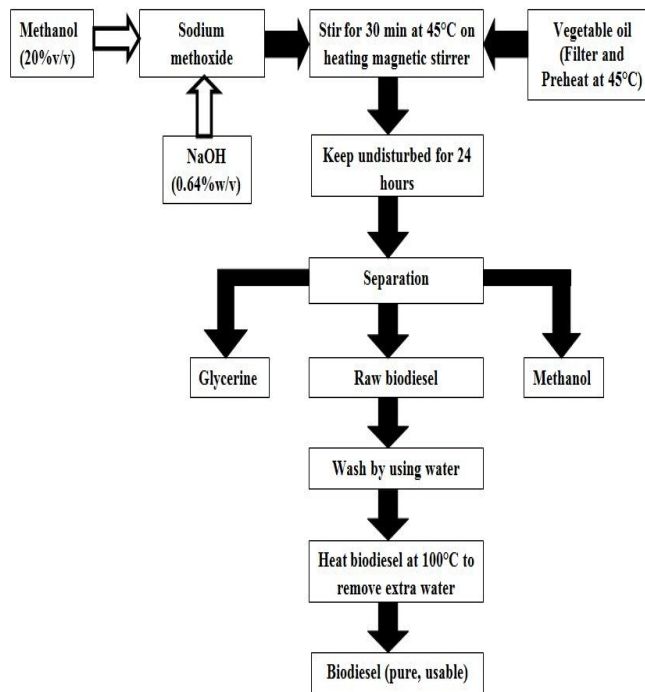 Methanol
(20%v/v)
Sodium
methoxide
Stir for 30 min at 45°C on
heating magnetic stirrer
Vegetable oil
(Filter and
Preheat at 45°C)
NaOH
(0.64%w/v)
Keep undisturbed for 24
hours
Separation
Glycerine
Raw biodiesel
Methanol
Wash by using water
Heat biodiesel at 100°C to
remove extra water
Biodiesel (pure, usable)